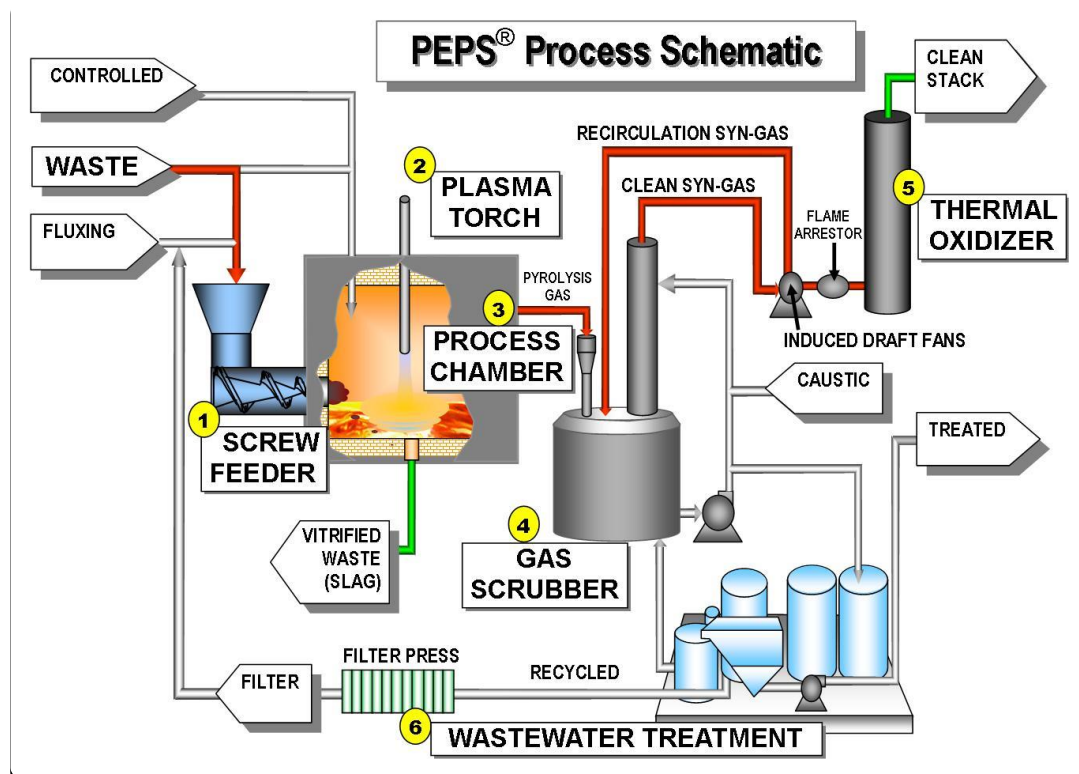 PEPS® Process Schematic
CONTROLLED
WASTE
FLUXING
2
PLASMA
TORCH
RECIRCULATION SYN-GAS
CLEAN SYN-GAS
CLEAN
STACK
5
THERMAL
OXIDIZER
FLAME
ARRESTOR
PYROLYSIS
GAS
3
PROCESS
CHAMBER
INDUCED DRAFT FANS
CAUSTIC
TREATED
1
SCREW
FEEDER
4
GAS
SCRUBBER
VITRIFIED
WASTE
(SLAG)
FILTER PRESS
RECYCLED
FILTER
6
WASTEWATER TREATMENT